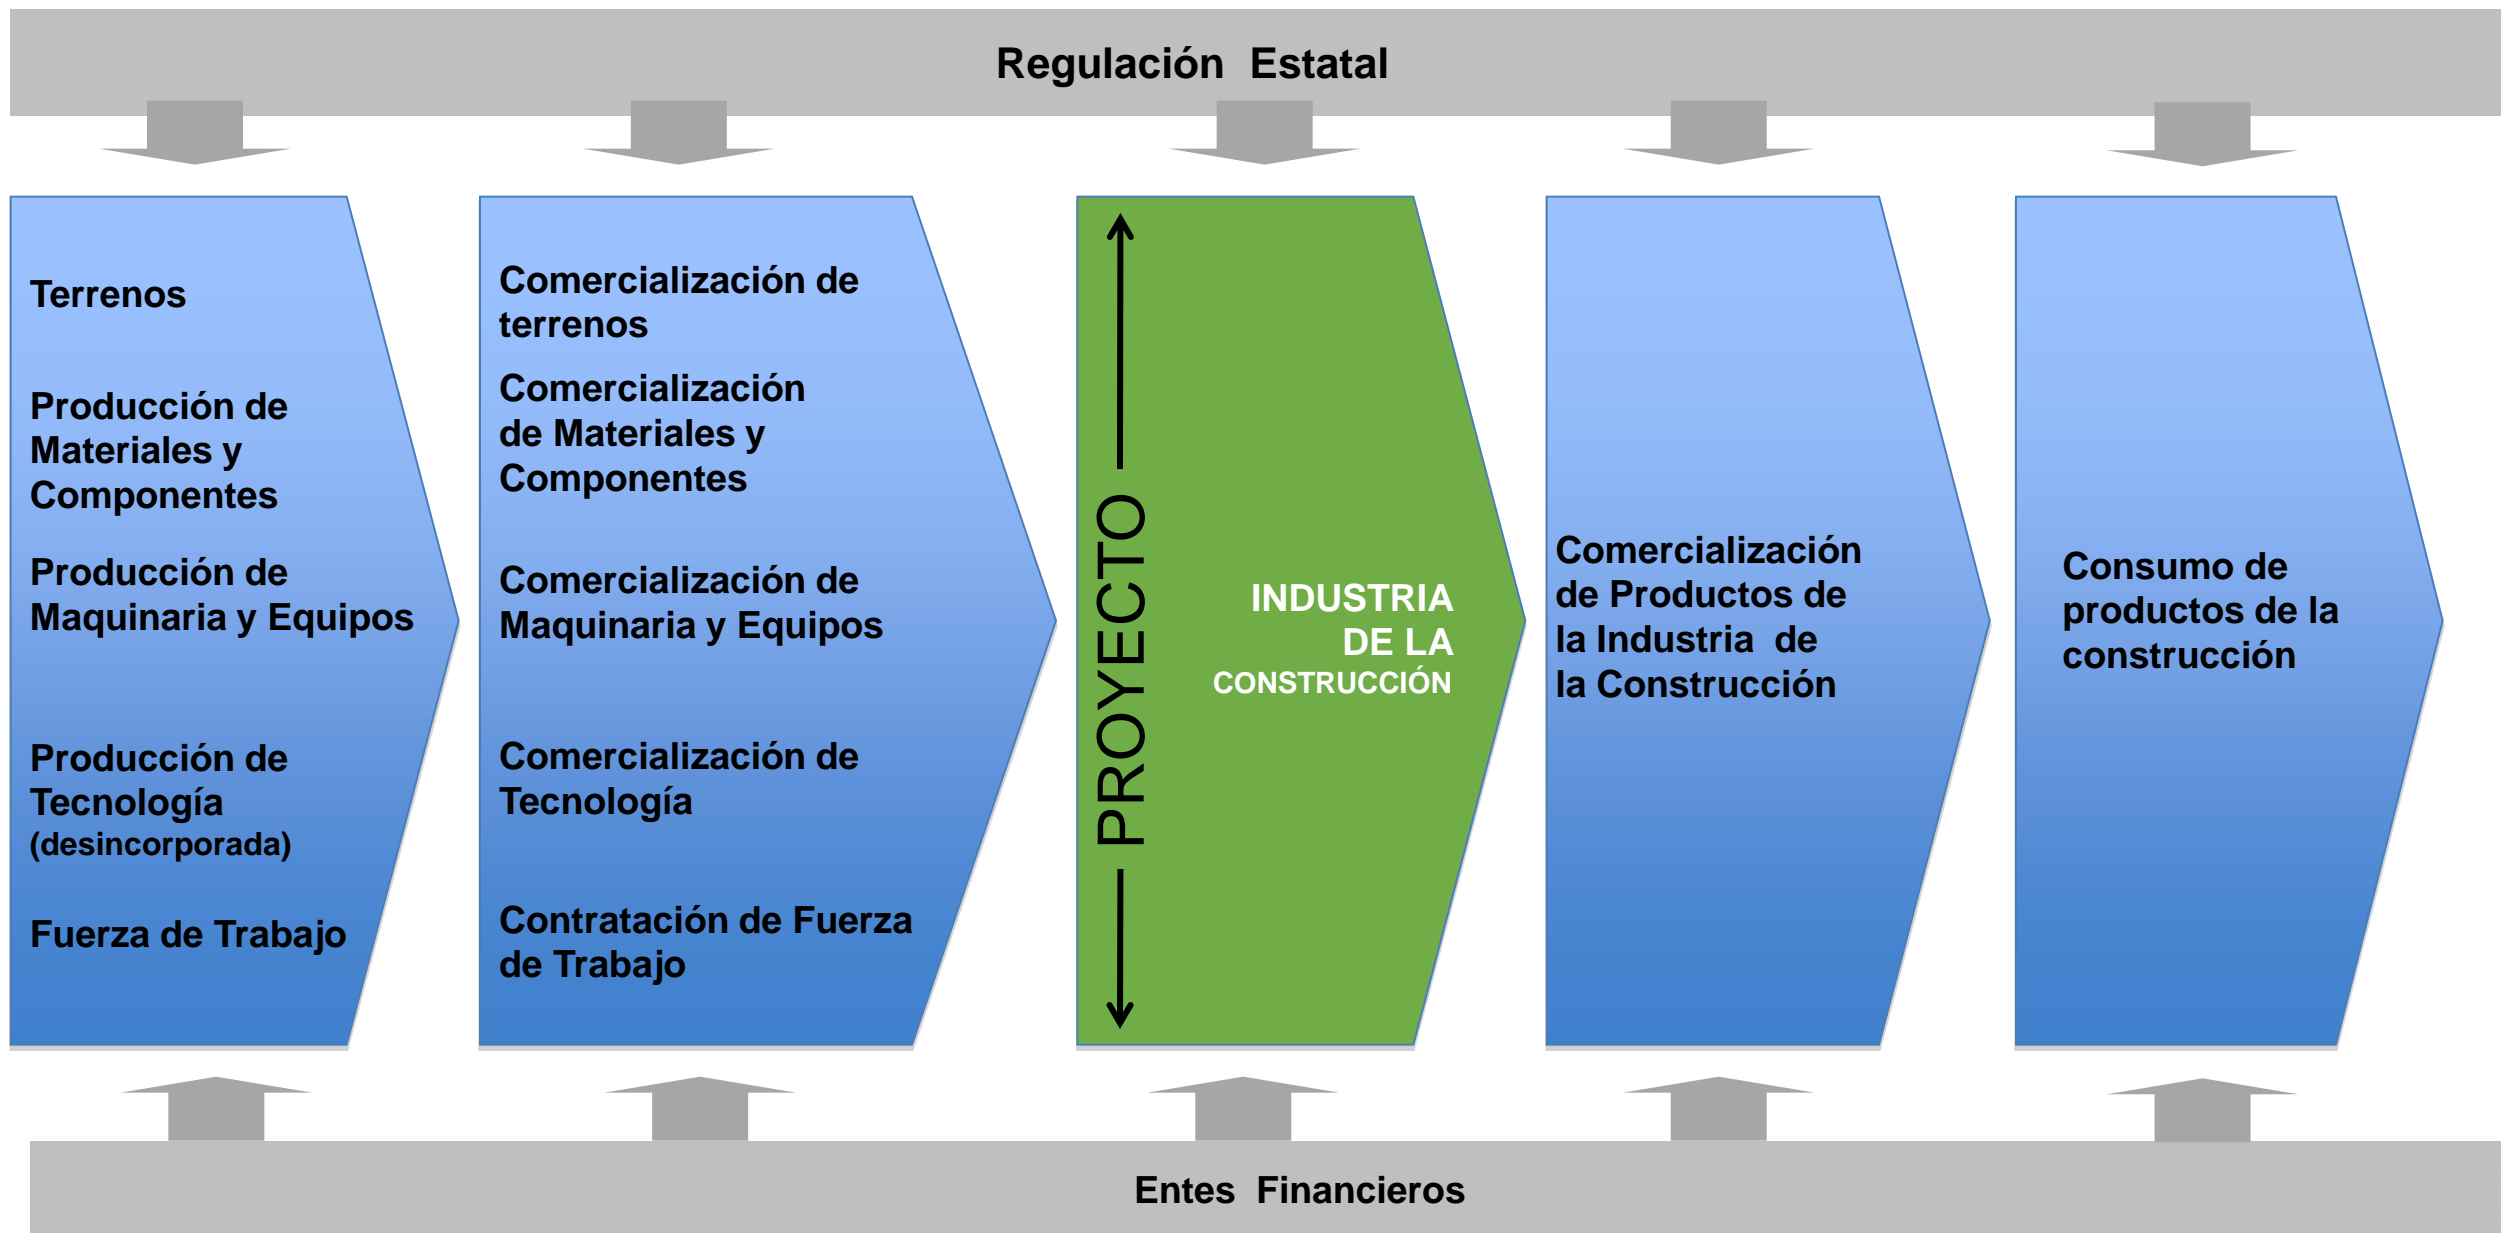 Regulación Estatal
Terrenos
Producción de
Materiales y
Componentes
Producción de
Maquinaria y Equipos
Producción de
Tecnología
(desincorporada)
Fuerza de Trabajo
Comercialización de
terrenos
Comercialización
de Materiales y
Componentes
Comercialización de
Maquinaria y Equipos
Comercialización de
Tecnología
Contratación de Fuerza
de Trabajo
PROYECTO
INDUSTRIA
DE LA
CONSTRUCCIÓN
Comercialización
de Productos de
la Industria de
la Construcción
Consumo de
productos de la
construcción
Entes Financieros